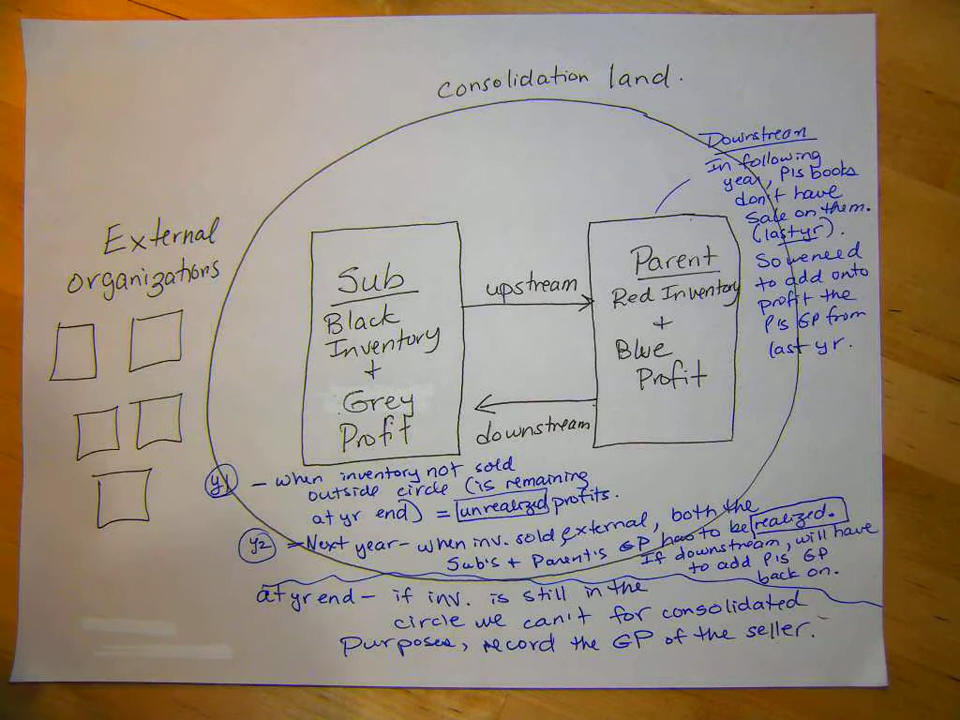 Consolidation land.
External
organizations
Sub
Black
Inventory
+
Grey
Profit
upstream
downstream
Parent
Red Inventory
+
Blue
Profit
Downstream
In following
year, P's books
don't have
Sale on them.
(last yr).
So we need
to add onto
profit the
P's GP from
last yr.
y1 - when inventory not sold
outside circle (is remaining
at yr end) = unrealized profits.
y2 = Next year - when inv. sold external, both the
Sub's + Parent's GP has to be realized.
If downstream, will have
to add P's GP
back on.
at yr end - if inv. is still in the
circle we can't for consolidated
Purposes, record the GP of the seller.